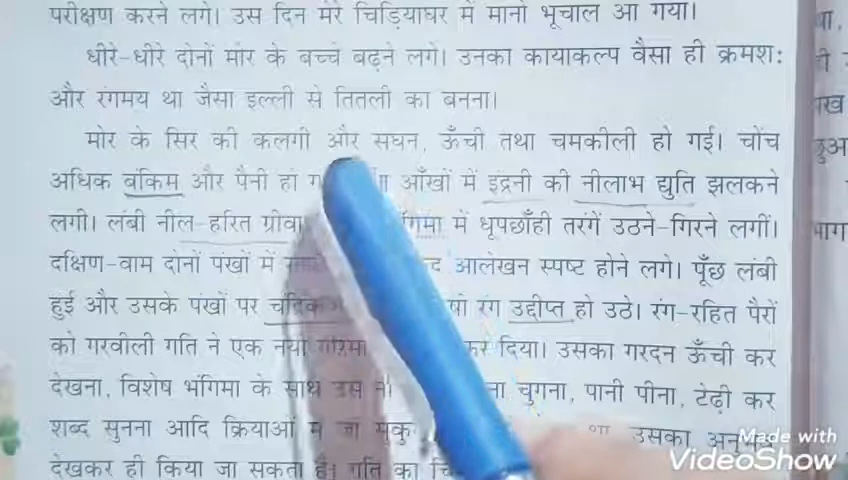 परीक्षण करने लगे। उस दिन मेरे चिड़ियाघर में मानो भूचाल आ गया।
धीरे-धीरे दोनों मोर के बच्चे बढ़ने लगे। उनका कायाकल्प वैसा ही क्रमशः
और रंगमय था जैसा इल्ली से तितली का बनना।
मोर के सिर की कलगी और सघन, ऊँची तथा चमकीली हो गई। चोंच
अधिक बंकिम और पैनी हो आँखों में इंद्रनी की नीलाभ द्युति झलकने
लगी। लंबी नील-हरित ग्रीवा में धूपछाँही तरंगें उठने-गिरने लगीं।
दक्षिण-वाम दोनों पंखों में आलेखन स्पष्ट होने लगे। पूँछ लंबी
हुई और उसके पंखों पर रंग उद्दीप्त हो उठे। रंग-रहित पैरों
को गरवीली गति ने एक नयी गरिमा कर दिया। उसका गरदन ऊँची कर
देखना, विशेष भंगिमा के साथ उसे चुगना, पानी पीना, टेढ़ी कर
शब्द सुनना आदि क्रियाओं में जो उसका
देखकर ही किया जा सकता है। गति का
Made with
VideoShow